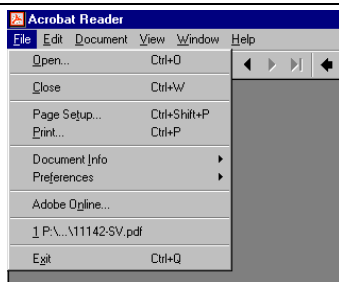 Acrobat Reader
File Edit Document View Window Help
Open... Ctrl+O
Close Ctrl+W
Page Setup... Ctrl+Shift+P
Print... Ctrl+P
Document Info
Preferences
Adobe Online...
1 P:\...\11142-SV.pdf
Exit Ctrl+Q